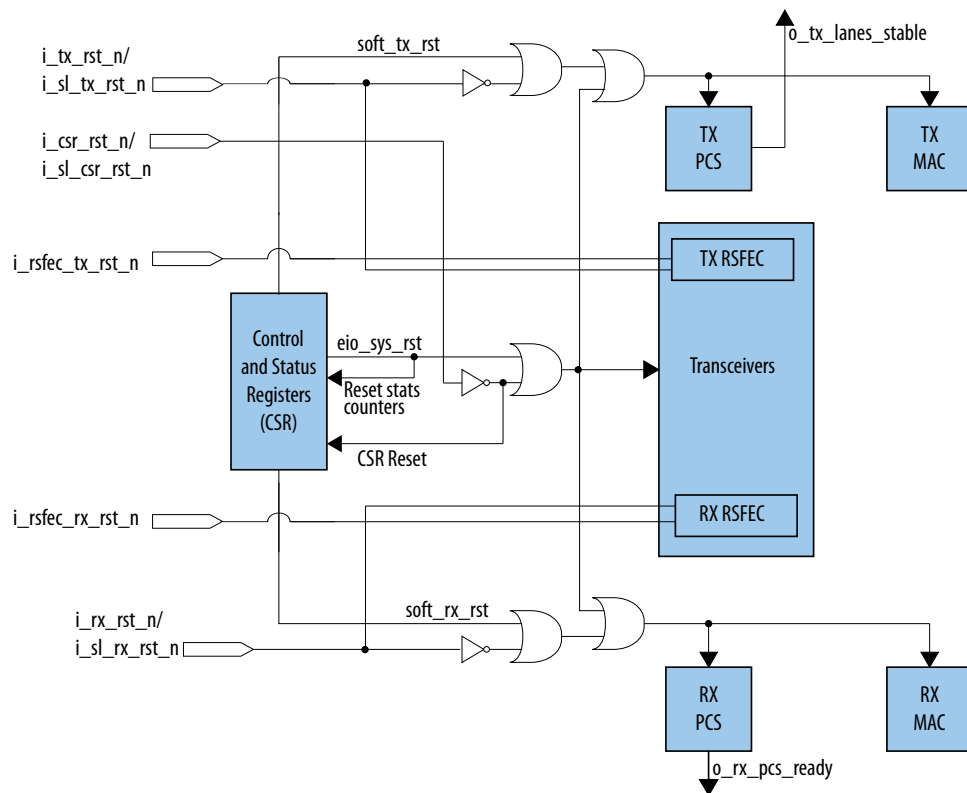 soft_tx_rst
o_tx_lanes_stable
i_tx_rst_n/
i_sl_tx_rst_n
i_csr_rst_n/
i_sl_csr_rst_n
TX
PCS
TX
MAC
i_rsfec_tx_rst_n
TX RSFEC
Control
and Status
Registers
(CSR)
eio_sys_rst
Reset stats
counters
CSR Reset
Transceivers
i_rsfec_rx_rst_n
RX RSFEC
i_rx_rst_n/
i_sl_rx_rst_n
soft_rx_rst
RX
PCS
RX
MAC
o_rx_pcs_ready